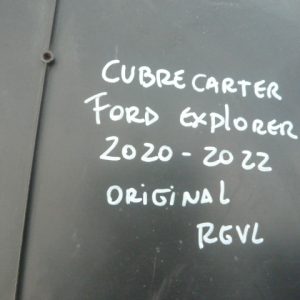 CUBRECARTER
FORD EXPLORER
2020-2022
ORIGINAL
RGVL